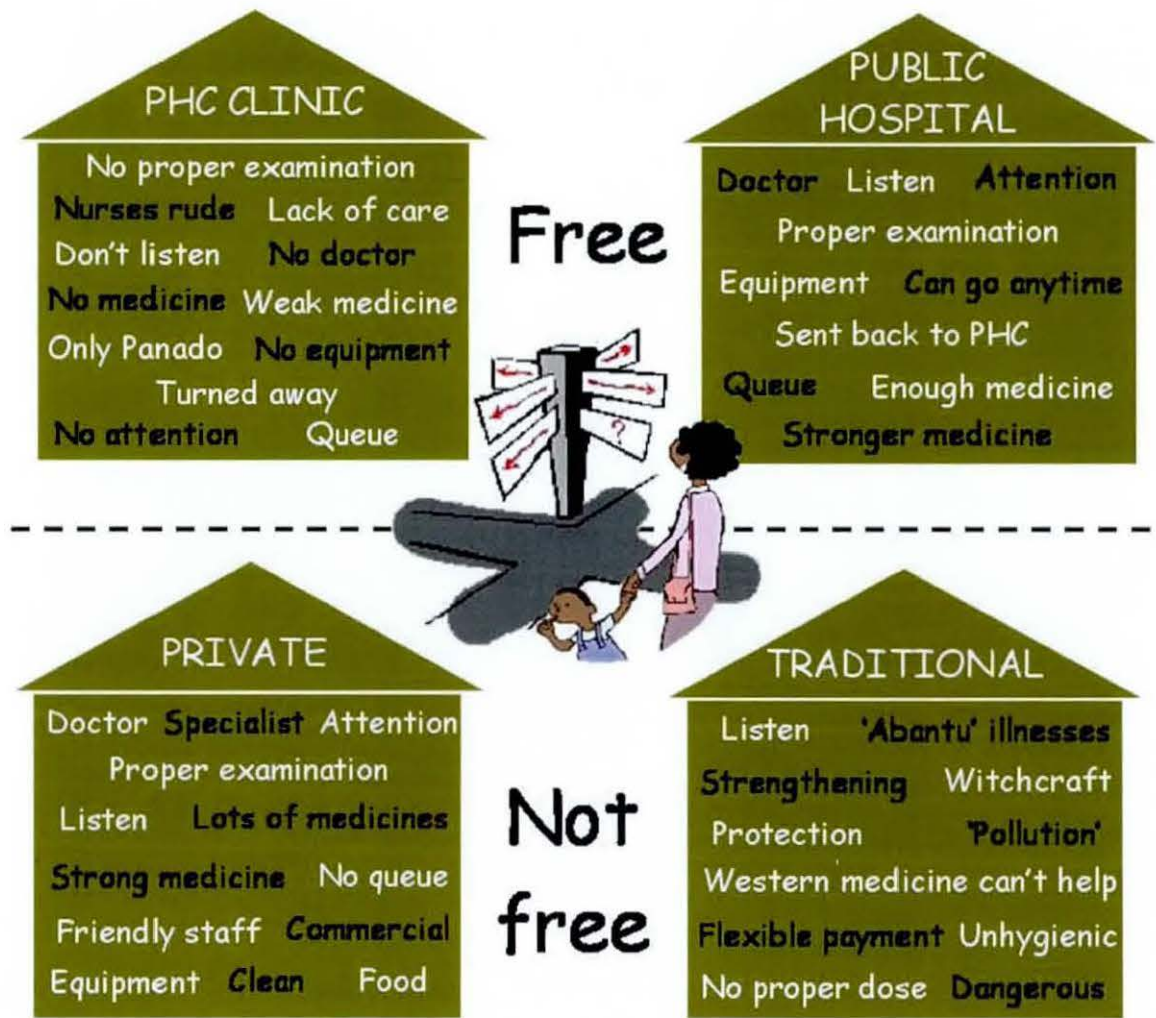 PHC CLINIC
No proper examination
Nurses rude Lack of care
Don't listen No doctor
No medicine Weak medicine
Only Panado No equipment
Turned away
No attention Queue
Free
PUBLIC
HOSPITAL
Doctor Listen Attention
Proper examination
Equipment Can go anytime
Sent back to PHC
Queue Enough medicine
Stronger medicine
?
PRIVATE
Doctor Specialist Attention
Proper examination
Listen Lots of medicines
Strong medicine No queue
Friendly staff Commercial
Equipment Clean Food
Not
free
TRADITIONAL
Listen 'Abantu' illnesses
Strengthening Witchcraft
Protection 'Pollution'
Western medicine can't help
Flexible payment Unhygienic
No proper dose Dangerous